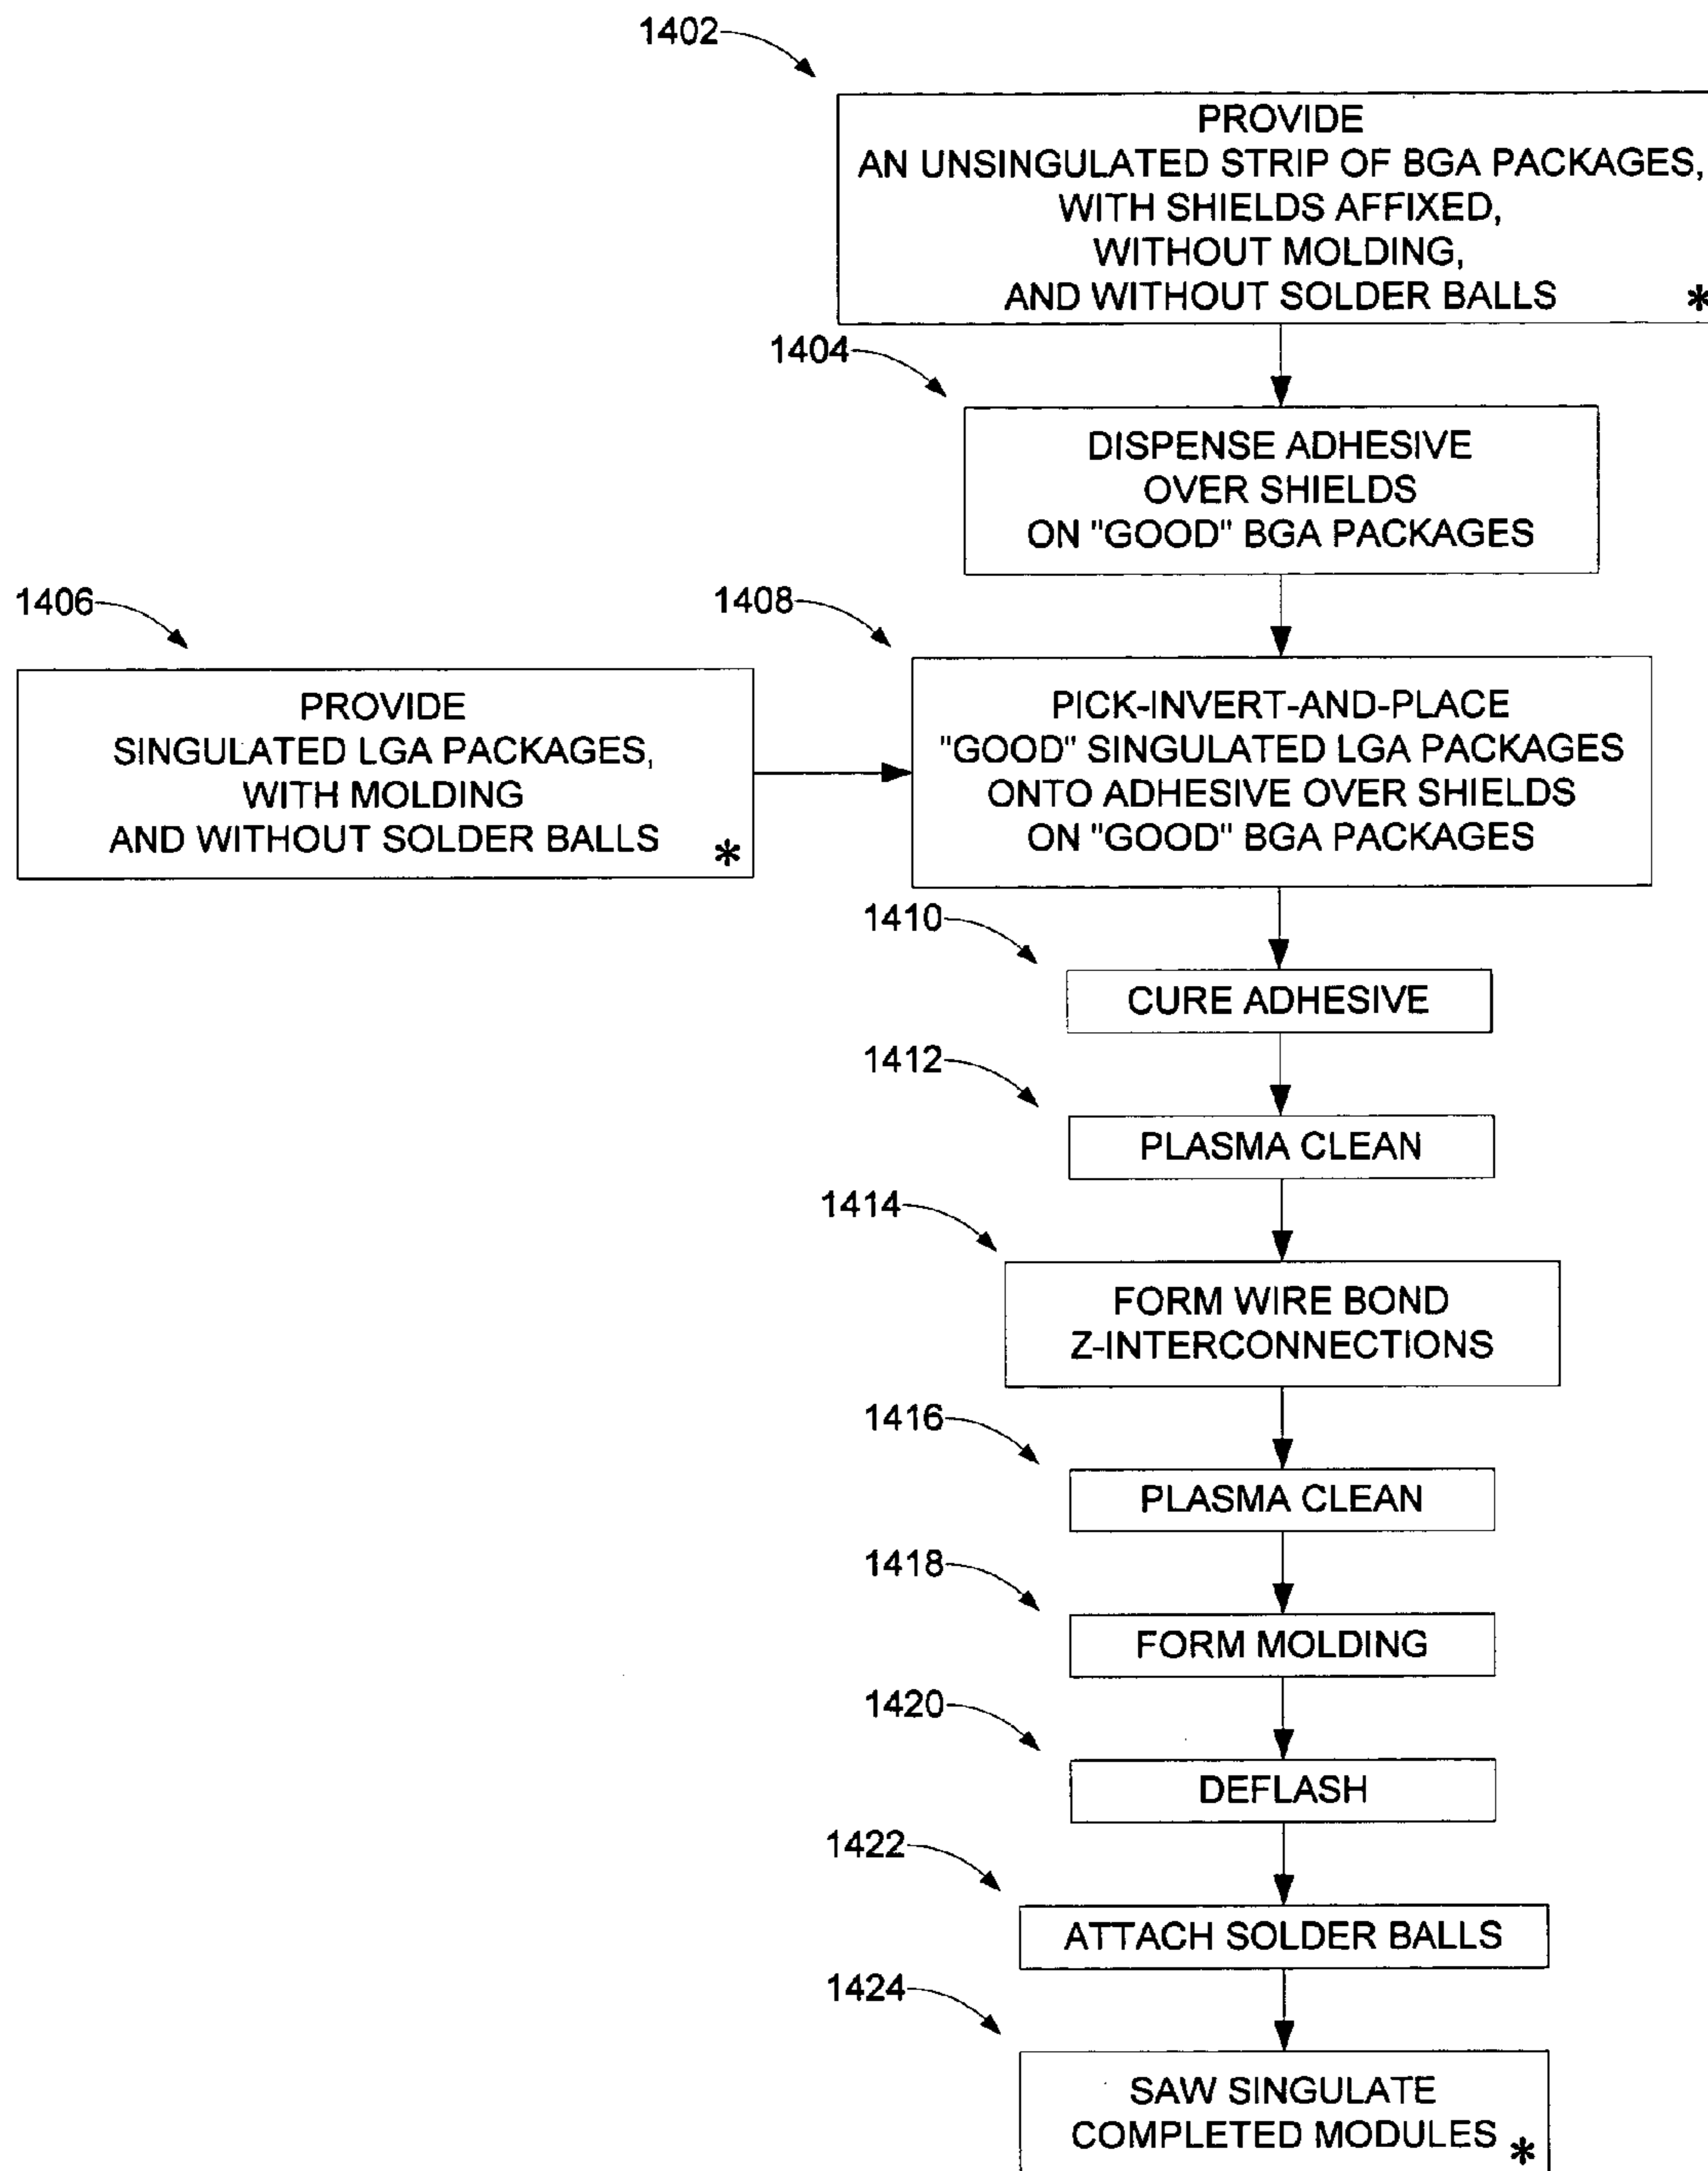 1402
PROVIDE
AN UNSINGULATED STRIP OF BGA PACKAGES,
WITH SHIELDS AFFIXED,
WITHOUT MOLDING,
AND WITHOUT SOLDER BALLS *
1404
DISPENSE ADHESIVE
OVER SHIELDS
ON "GOOD" BGA PACKAGES
1406
PROVIDE
SINGULATED LGA PACKAGES,
WITH MOLDING
AND WITHOUT SOLDER BALLS *
1408
PICK-INVERT-AND-PLACE
"GOOD" SINGULATED LGA PACKAGES
ONTO ADHESIVE OVER SHIELDS
ON "GOOD" BGA PACKAGES
1410
CURE ADHESIVE
1412
PLASMA CLEAN
1414
FORM WIRE BOND
Z-INTERCONNECTIONS
1416
PLASMA CLEAN
1418
FORM MOLDING
1420
DEFLASH
1422
ATTACH SOLDER BALLS
1424
SAW SINGULATE
COMPLETED MODULES *